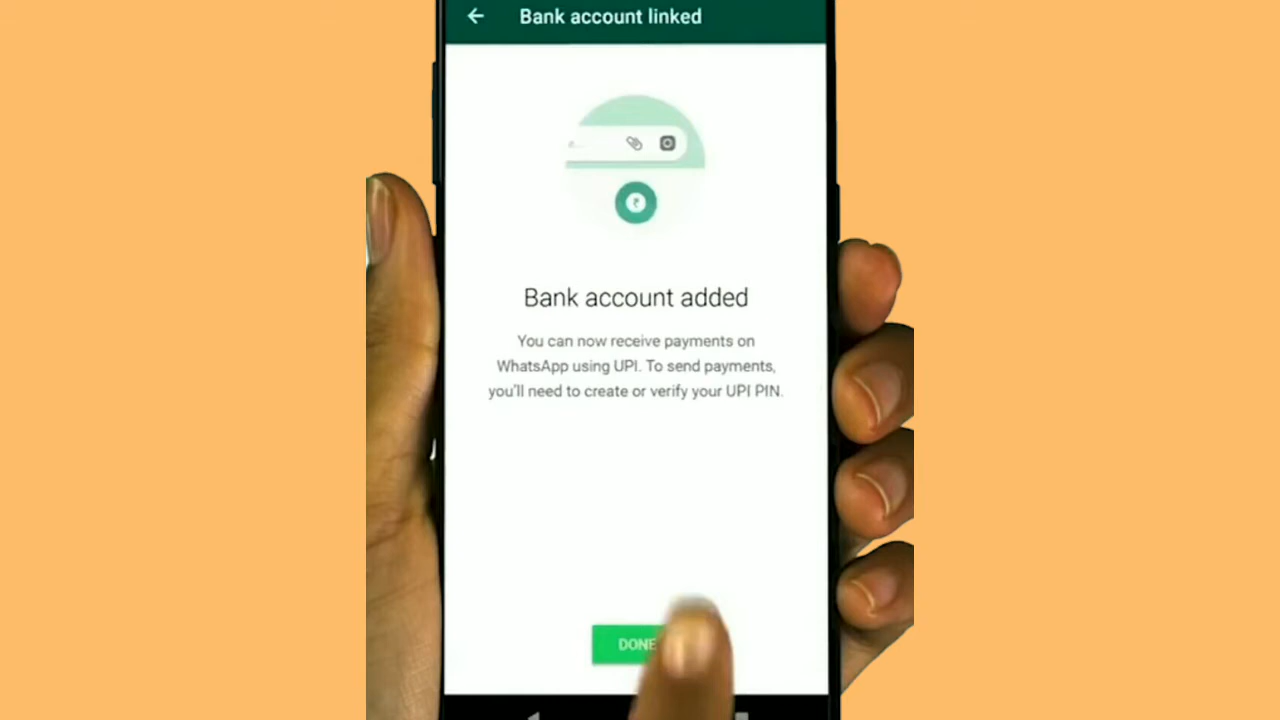 Bank account linked
Bank account added
You can now receive payments on
WhatsApp using UPI. To send payments,
you'll need to create or verify your UPI PIN.
DONE